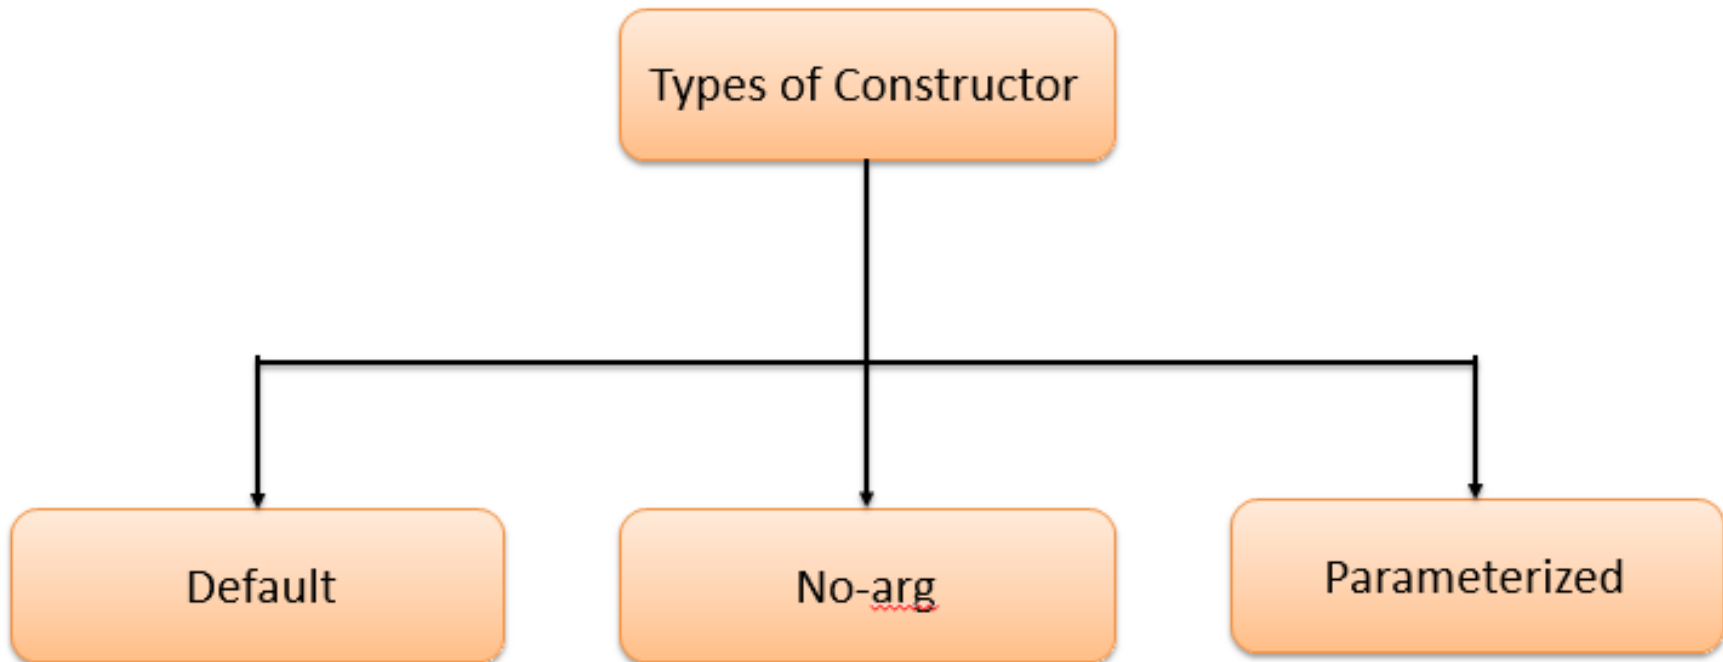 Types of Constructor
Default
No-arg
Parameterized